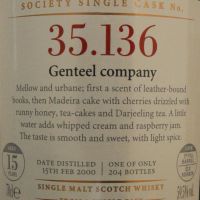 SOCIETY SINGLE CASK No.
35.136
Genteel company
Mellow and urbane; first a scent of leather-bound
books, then Madeira cake with cherries drizzled with
runny honey, tea-cakes and Darjeeling tea. A little
water adds whipped cream and raspberry jam.
The taste is smooth and sweet, with light spice.
AGED
15
YEARS
DATE DISTILLED
15TH FEB 2000
ONE OF ONLY
204 BOTTLES
70cl e
SINGLE MALT SCOTCH WHISKY